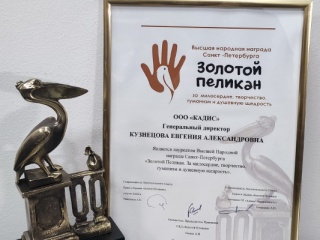 Высшая народная награда
Санкт-Петербурга
ЗОЛОТОЙ
ПЕЛИКАН
за милосердие, творчество,
гуманизм и душевную щедрость
ООО «КАДИС»
Генеральный директор
КУЗНЕЦОВА ЕВГЕНИЯ АЛЕКСАНДРОВНА
Является лауреатом Высшей Народной
награды Санкт-Петербурга
«Золотой Пеликан. За милосердие, творчество,
гуманизм и душевную щедрость».